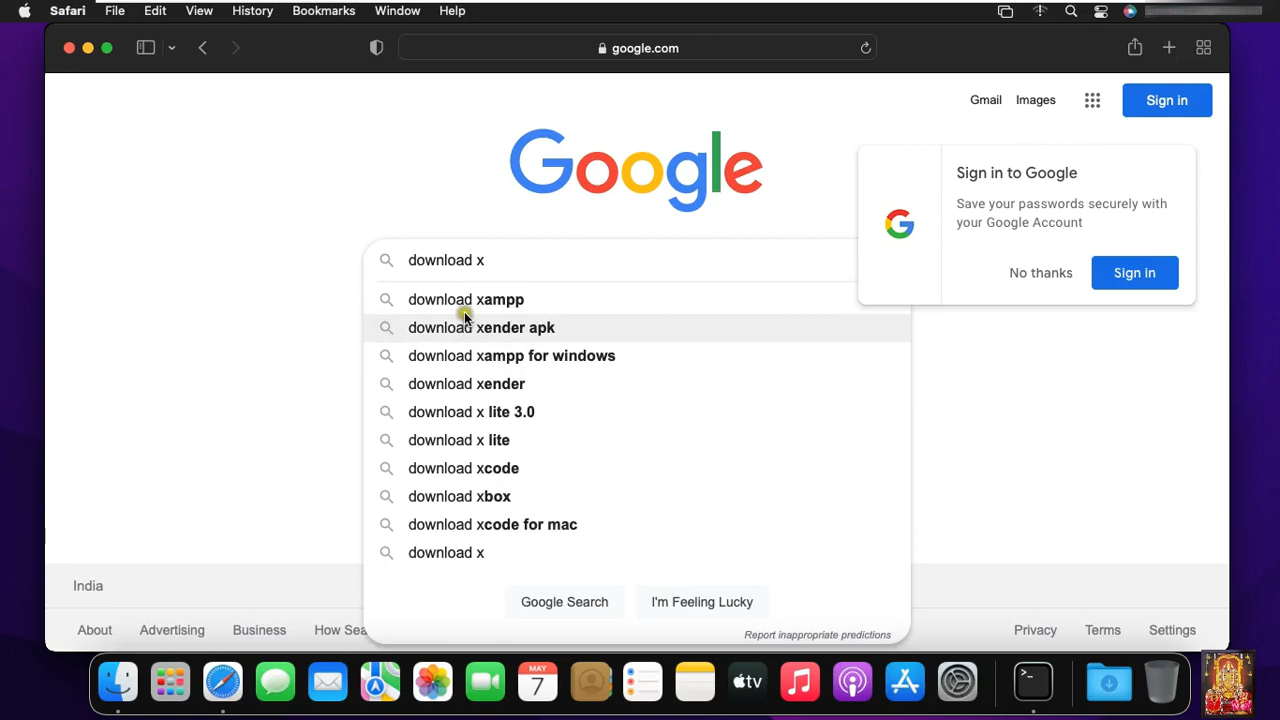 Safari File Edit View History Bookmarks Window Help
google.com
Gmail Images Sign in
Google
Sign in to Google
Save your passwords securely with
your Google Account
No thanks Sign in
download x
download xampp
download xender apk
download xampp for windows
download xender
download x lite 3.0
download x lite
download xcode
download xbox
download xcode for mac
download x
Google Search I'm Feeling Lucky
Report inappropriate predictions
India
About Advertising Business How Sea Privacy Terms Settings
MAY
7
tv